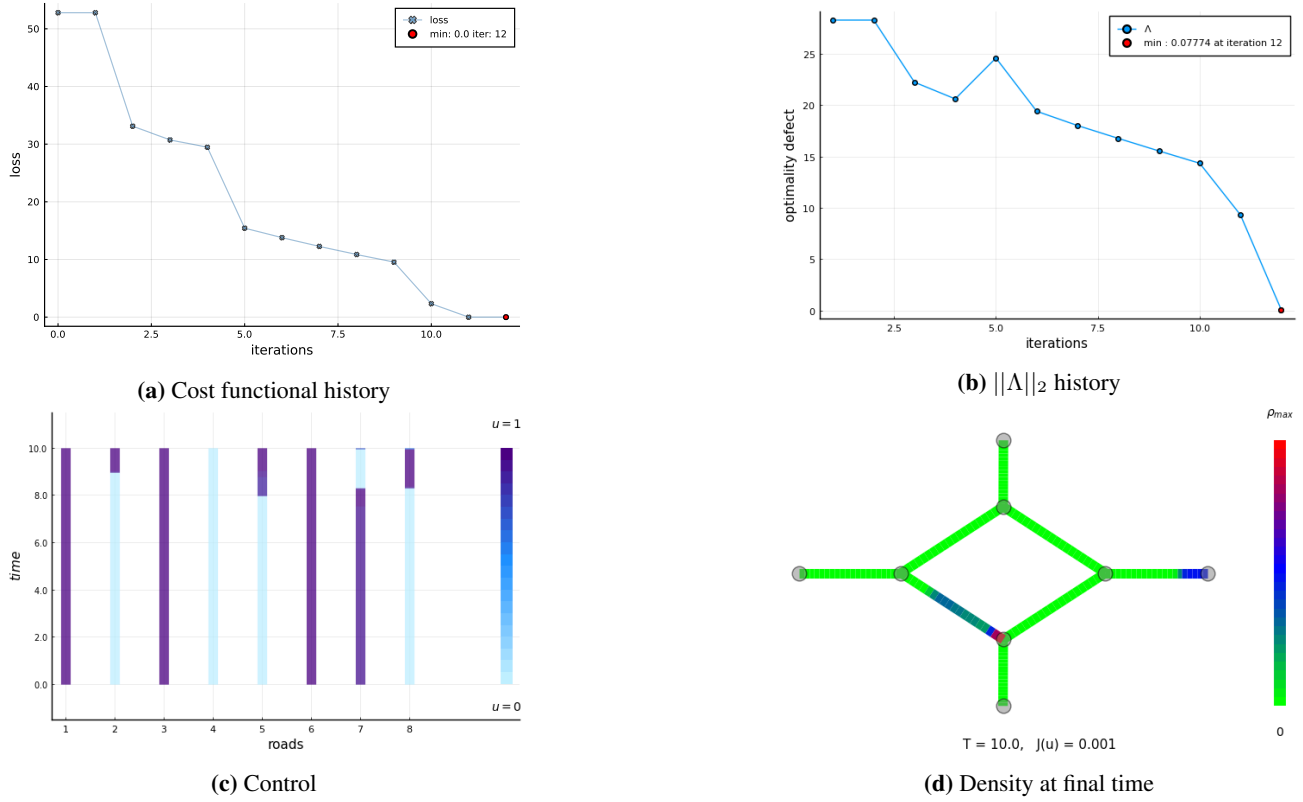 50
40
30
20
10
0
loss
0.0
2.5
5.0
7.5
10.0
iterations
loss
min: 0.0 iter: 12
(a) Cost functional history
25
20
15
10
5
0
optimality defect
2.5
5.0
7.5
10.0
iterations
Λ
min : 0.07774 at iteration 12
(b) ||Λ||₂ history
10.0
8.0
6.0
4.0
2.0
0.0
time
1 2 3 4 5 6 7 8
roads
u = 1
u = 0
(c) Control
ρmax
0
T = 10.0, J(u) = 0.001
(d) Density at final time